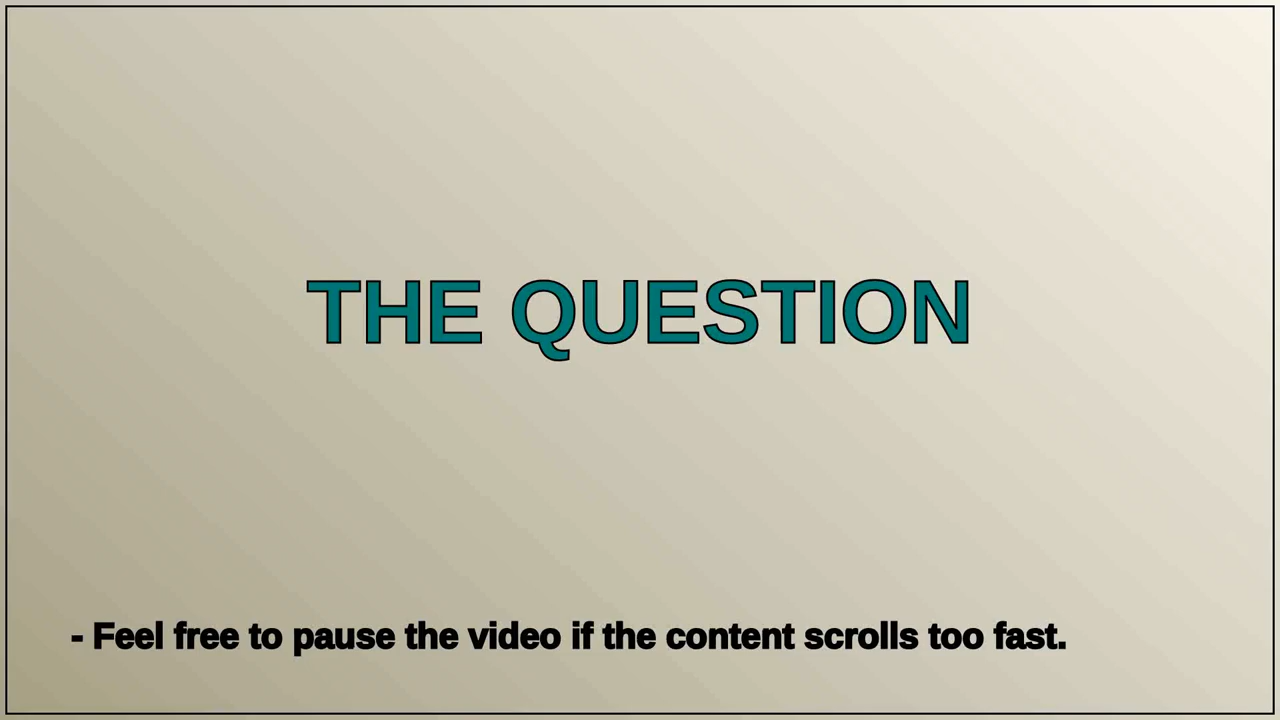 THE QUESTION
- Feel free to pause the video if the content scrolls too fast.